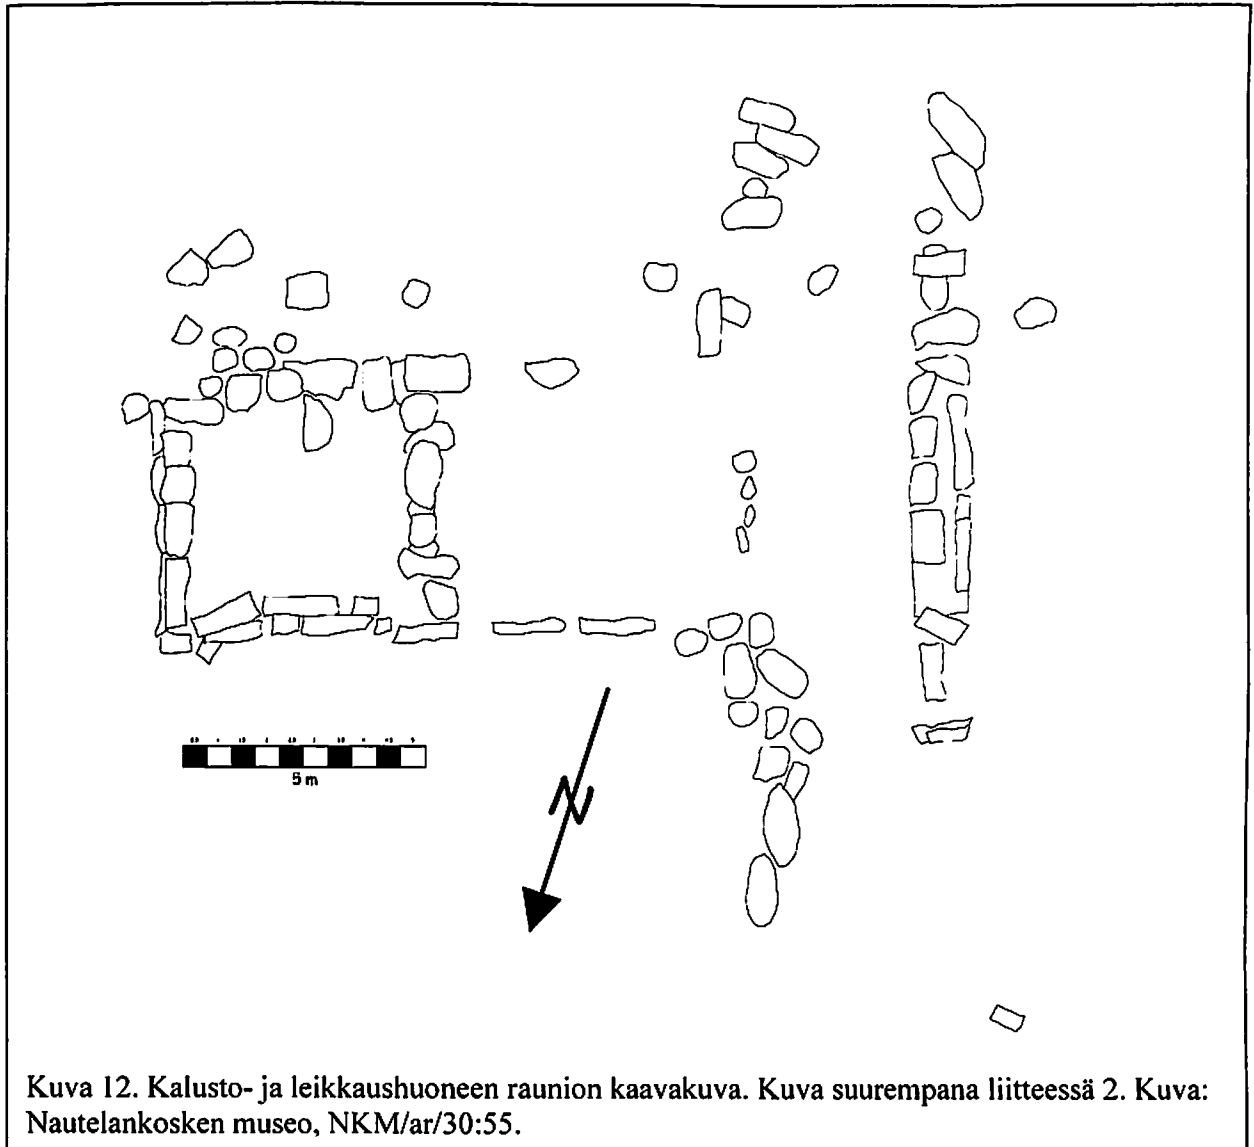 5 m
N
Kuva 12. Kalusto- ja leikkaushuoneen raunion kaavakuva. Kuva suurempana liitteessä 2. Kuva:
Nautelankosken museo, NKM/ar/30:55.